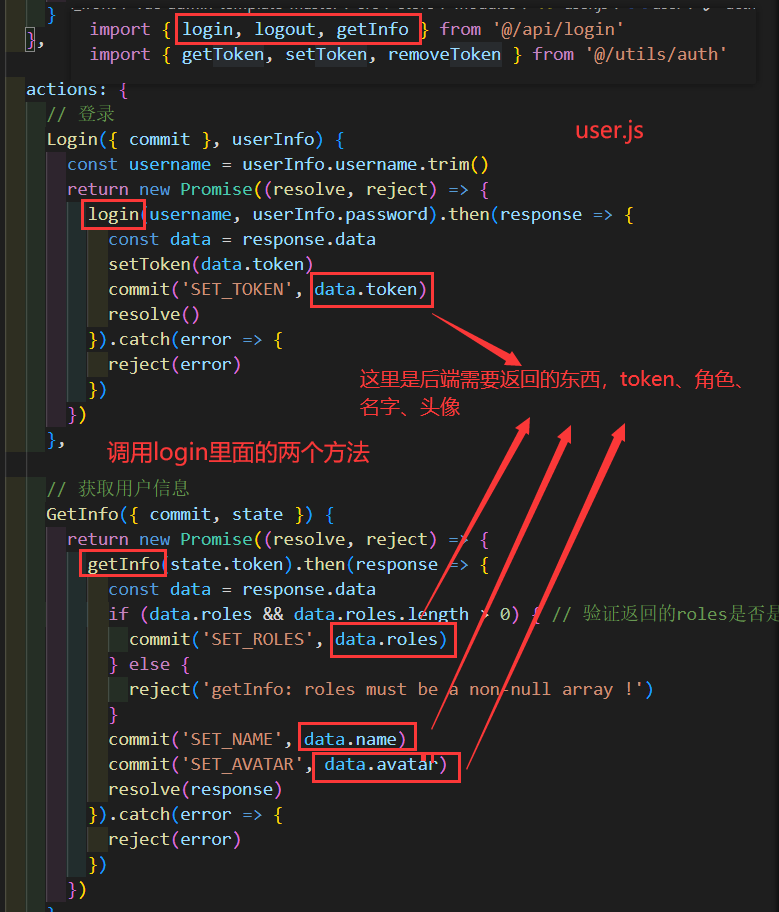 }
},
import { login, logout, getInfo } from '@/api/login'
import { getToken, setToken, removeToken } from '@/utils/auth'
actions: {
// 登录
user.js
Login({ commit }, userInfo) {
const username = userInfo.username.trim()
return new Promise((resolve, reject) => {
login(username, userInfo.password).then(response => {
const data = response.data
setToken(data.token)
commit('SET_TOKEN', data.token)
resolve()
}).catch(error => {
reject(error)
})
})
},
这里是后端需要返回的东西，token、角色、
名字、头像
调用login里面的两个方法
// 获取用户信息
GetInfo({ commit, state }) {
return new Promise((resolve, reject) => {
getInfo(state.token).then(response => {
const data = response.data
if (data.roles && data.roles.length > 0) { // 验证返回的roles是否是
commit('SET_ROLES', data.roles)
} else {
reject('getInfo: roles must be a non-null array !')
}
commit('SET_NAME', data.name)
commit('SET_AVATAR', data.avatar)
resolve(response)
}).catch(error => {
reject(error)
})
})